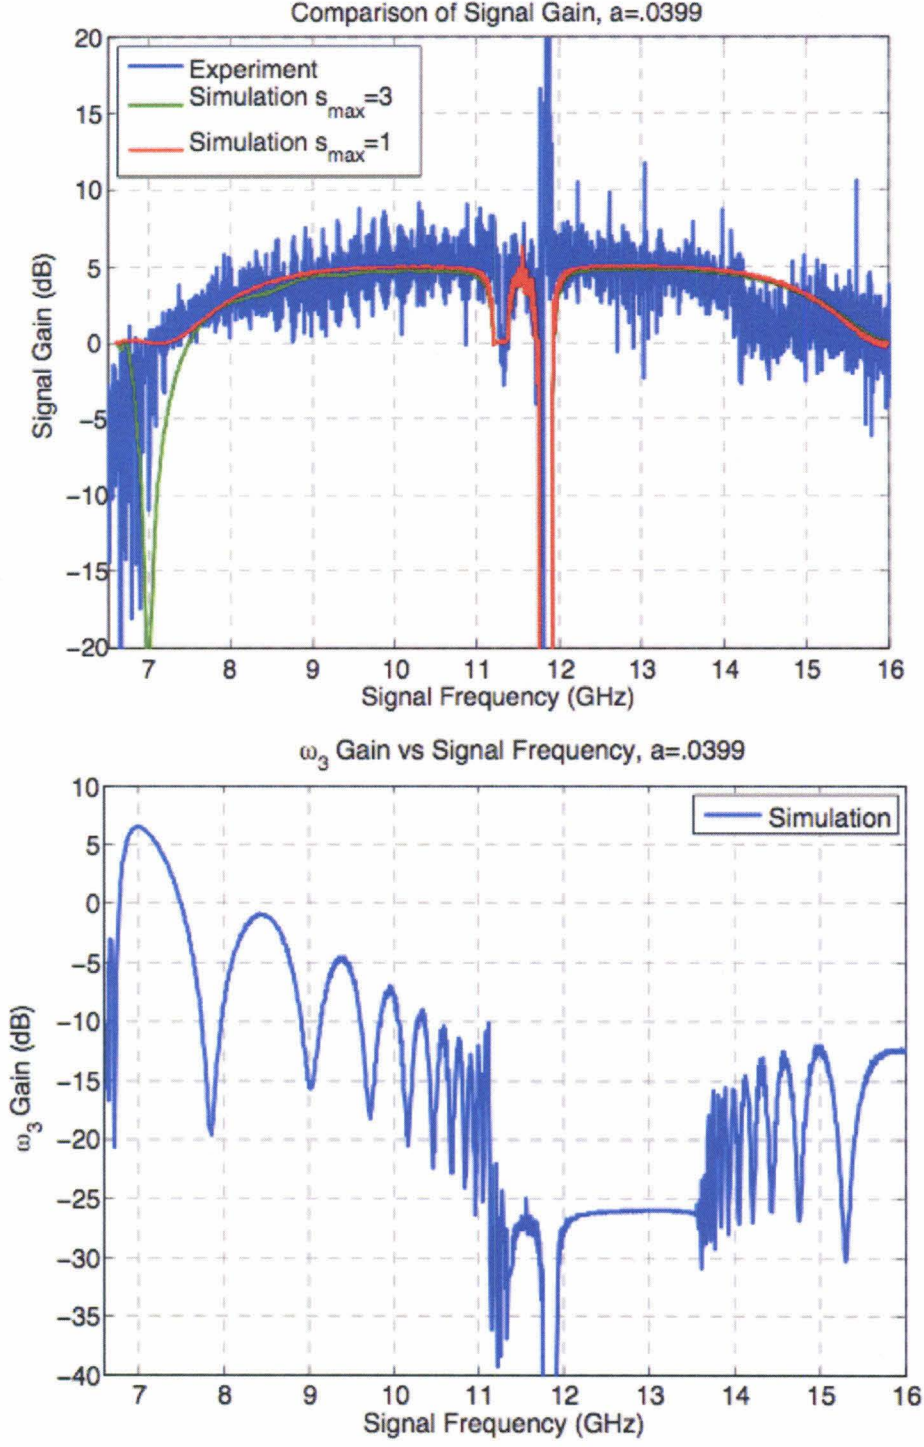 Comparison of Signal Gain, a=.0399
20
15
10
5
0
−5
−10
−15
−20
Signal Gain (dB)
Experiment
Simulation s_max=3
Simulation s_max=1
7 8 9 10 11 12 13 14 15 16
Signal Frequency (GHz)
ω₃ Gain vs Signal Frequency, a=.0399
10
5
0
−5
−10
−15
−20
−25
−30
−35
−40
ω₃ Gain (dB)
Simulation
7 8 9 10 11 12 13 14 15 16
Signal Frequency (GHz)